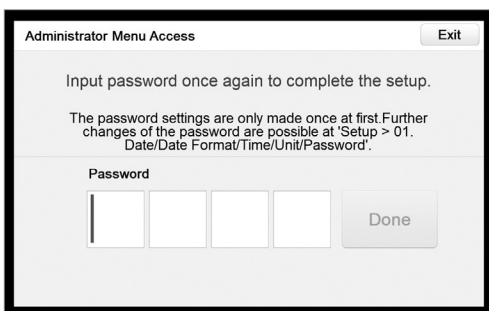 Administrator Menu Access
Exit
Input password once again to complete the setup.
The password settings are only made once at first.Further
changes of the password are possible at 'Setup > 01.
Date/Date Format/Time/Unit/Password'.
Password
Done